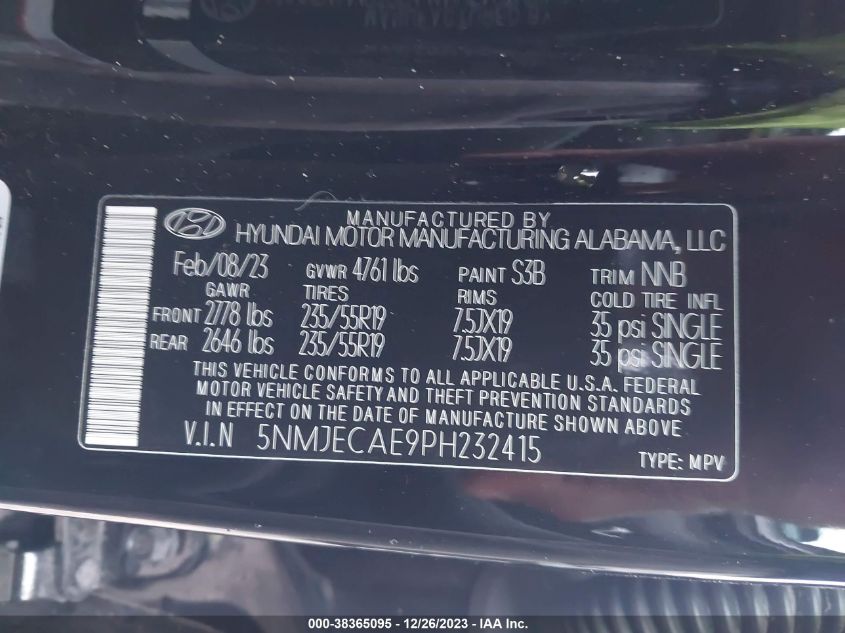 MANUFACTURED BY
HYUNDAI MOTOR MANUFACTURING ALABAMA, LLC
Feb/08/23 GVWR 4761 lbs PAINT S3B TRIM NNB
GAWR TIRES RIMS COLD TIRE INFL
FRONT 2778 lbs 235/55R19 7.5JX19 35 psi SINGLE
REAR 2646 lbs 235/55R19 7.5JX19 35 psi SINGLE
THIS VEHICLE CONFORMS TO ALL APPLICABLE U.S.A. FEDERAL
MOTOR VEHICLE SAFETY AND THEFT PREVENTION STANDARDS
IN EFFECT ON THE DATE OF MANUFACTURE SHOWN ABOVE
V.I.N 5NMJECAE9PH232415
TYPE: MPV
000-38365095 - 12/26/2023 - IAA Inc.